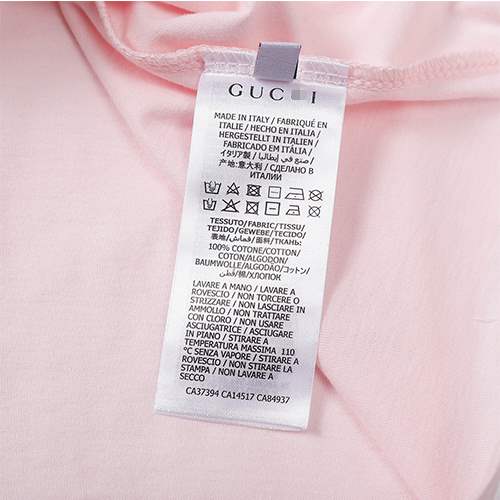 GUC I
MADE IN ITALY / FABRIQUÉ EN
ITALIE / HECHO EN ITALIA /
HERGESTELLT IN ITALIEN /
FABRICADO EM ITÁLIA /
イタリア製 / صنع في إيطاليا /
产地:意大利 / СДЕЛАНО В
ИТАЛИИ
TESSUTO/FABRIC/TISSU/
TEJIDO/GEWEBE/TECIDO/
表地/قماش/面料/ТКАНЬ:
100% COTONE/COTTON/
COTON/ALGODON/
BAUMWOLLE/ALGODÃO/コットン/
قطن/棉/ХЛОПОК
LAVARE A MANO / LAVARE A
ROVESCIO / NON TORCERE O
STRIZZARE / NON LASCIARE IN
AMMOLLO / NON TRATTARE
CON CLORO / NON USARE
ASCIUGATRICE / ASCIUGARE
IN PIANO / STIRARE A
TEMPERATURA MASSIMA 110
°C SENZA VAPORE / STIRARE A
ROVESCIO / NON STIRARE LA
STAMPA / NON LAVARE A
SECCO
CA37394 CA14517 CA84937